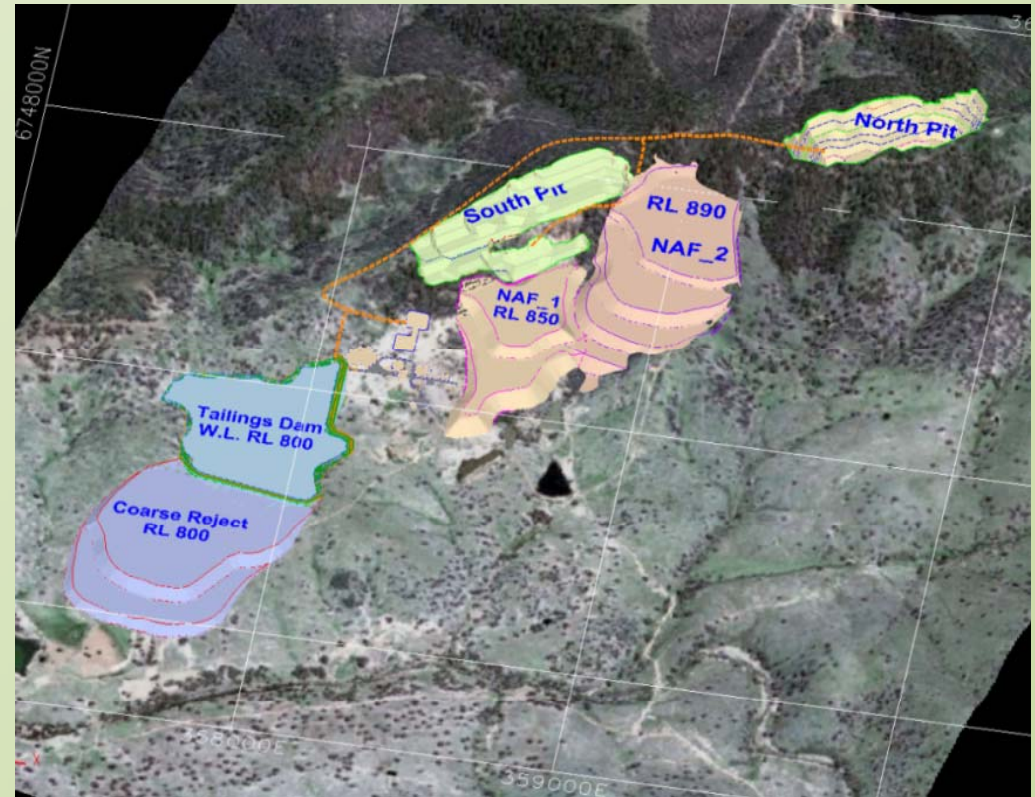 6748000N
North Pit
South Pit
RL 890
NAF_2
NAF_1
RL 850
Tailings Dam
W.L. RL 800
Coarse Reject
RL 800
358000E
359000E
X